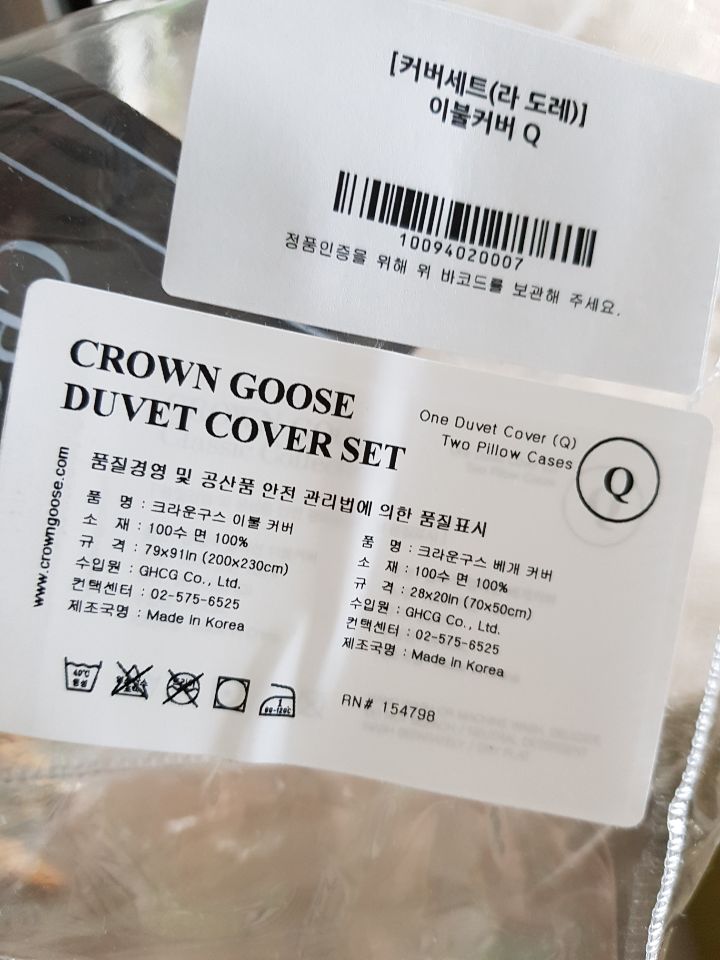 [커버세트(라 도레)]
이불커버 Q
10094020007
정품인증을 위해 위 바코드를 보관해 주세요.
CROWN GOOSE
DUVET COVER SET
One Duvet Cover (Q)
Two Pillow Cases
Q
www.crowngoose.com
품질경영 및 공산품 안전 관리법에 의한 품질표시
품 명 : 크라운구스 이불 커버
소 재 : 100수 면 100%
규 격 : 79x91in (200x230cm)
수입원 : GHCG Co., Ltd.
컨택센터 : 02-575-6525
제조국명 : Made in Korea
품 명 : 크라운구스 베개 커버
소 재 : 100수 면 100%
규 격 : 28x20in (70x50cm)
수입원 : GHCG Co., Ltd.
컨택센터 : 02-575-6525
제조국명 : Made in Korea
40℃
중성
RN# 154798